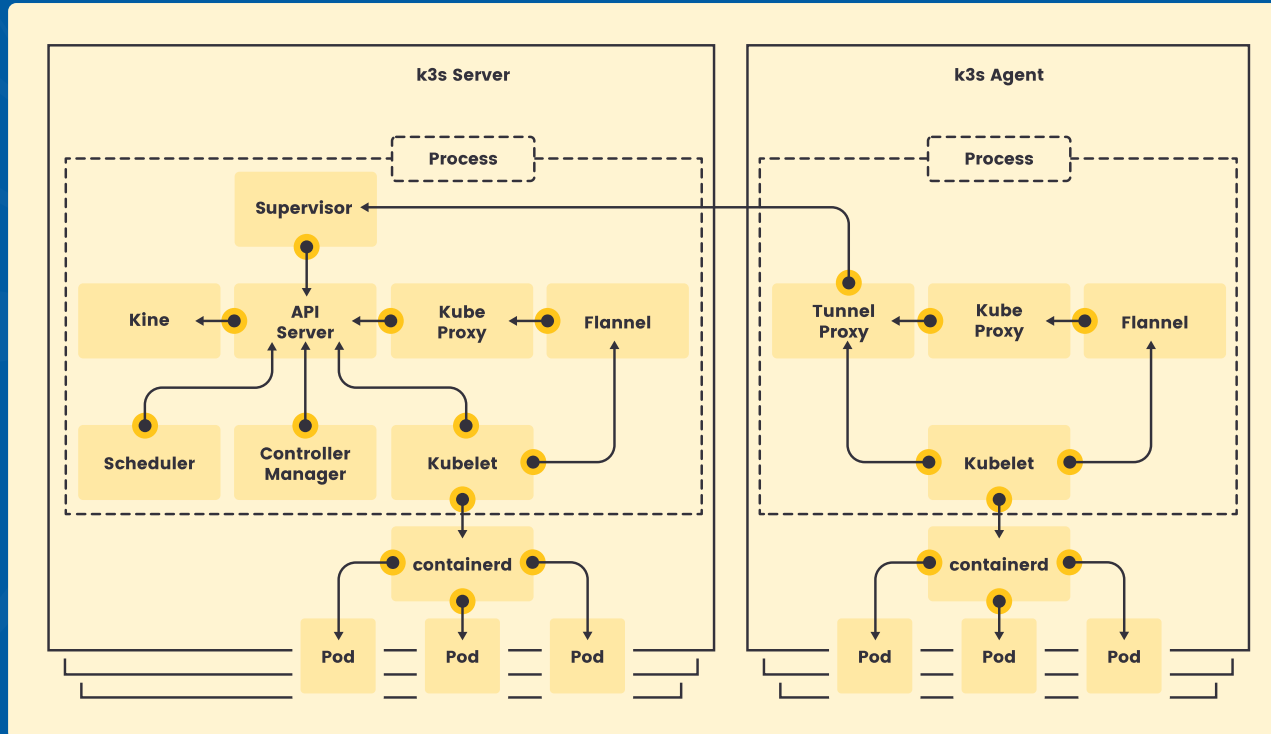 k3s Server
k3s Agent
Process
Process
Supervisor
Kine
API
Server
Kube
Proxy
Flannel
Tunnel
Proxy
Kube
Proxy
Flannel
Scheduler
Controller
Manager
Kubelet
Kubelet
containerd
containerd
Pod
Pod
Pod
Pod
Pod
Pod